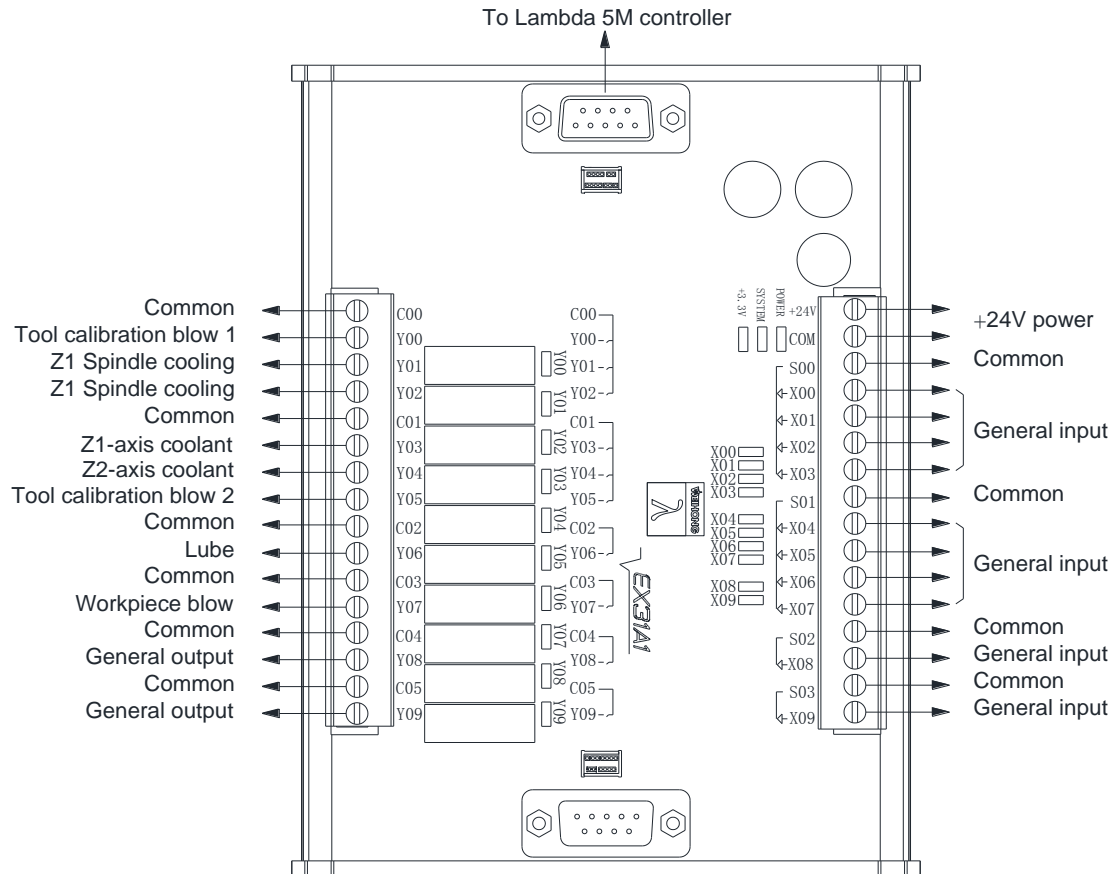 To Lambda 5M controller
Common
Tool calibration blow 1
Z1 Spindle cooling
Z1 Spindle cooling
Common
Z1-axis coolant
Z2-axis coolant
Tool calibration blow 2
Common
Lube
Common
Workpiece blow
Common
General output
Common
General output
C00
Y00
Y01
Y02
C01
Y03
Y04
Y05
C02
Y06
C03
Y07
C04
Y08
C05
Y09
Y00
Y01
Y02
Y03
Y04
Y05
Y06
Y07
Y08
Y09
C00
Y00
Y01
Y02
C01
Y03
Y04
Y05
C02
Y06
C03
Y07
C04
Y08
C05
Y09
WEIHONG
λ
EX31A1
+3.3V
SYSTEM
POWER
X00
X01
X02
X03
X04
X05
X06
X07
X08
X09
+24V
COM
S00
X00
X01
X02
X03
S01
X04
X05
X06
X07
S02
X08
S03
X09
+24V power
Common
General input
Common
General input
Common
General input
Common
General input